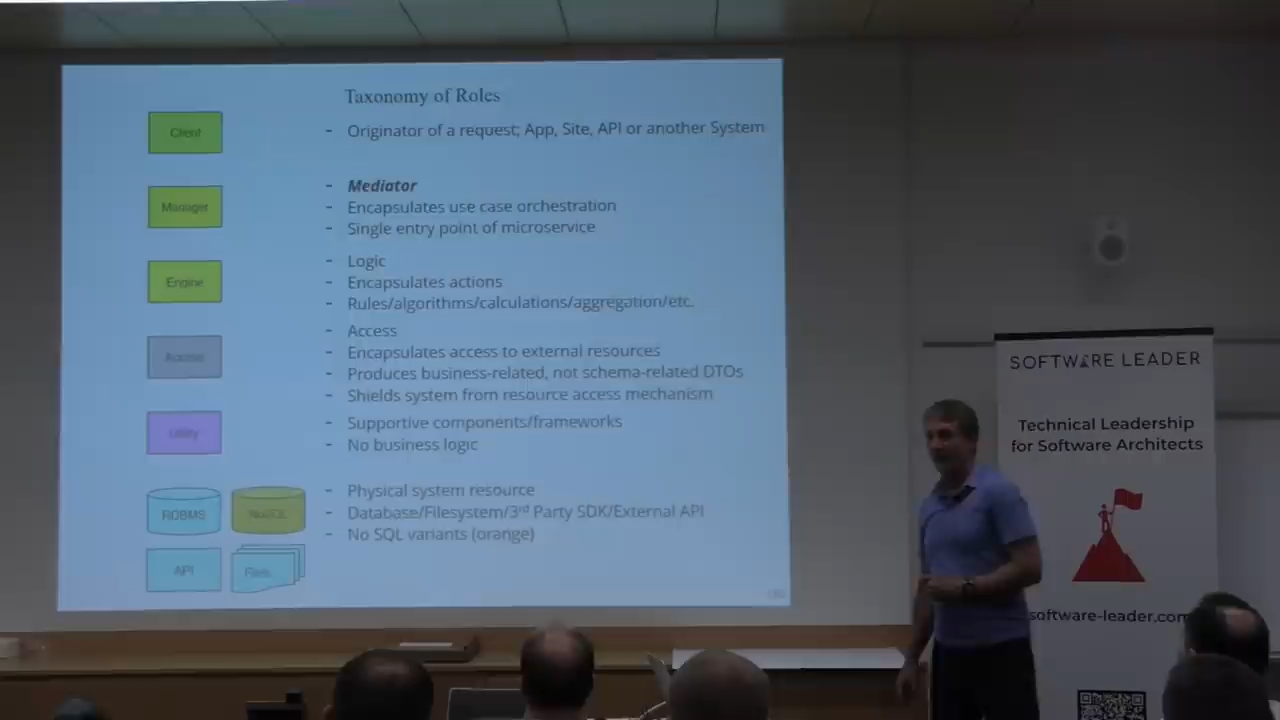 Taxonomy of Roles
Client
- Originator of a request; App, Site, API or another System
Manager
- Mediator
- Encapsulates use case orchestration
- Single entry point of microservice
Engine
- Logic
- Encapsulates actions
- Rules/algorithms/calculations/aggregation/etc.
Access
- Access
- Encapsulates access to external resources
- Produces business-related, not schema-related DTOs
- Shields system from resource access mechanism
Utility
- Supportive components/frameworks
- No business logic
RDBMS
NoSQL
- Physical system resource
- Database/Filesystem/3rd Party SDK/External API
- No SQL variants (orange)
API
Files
SOFTWARE LEADER
Technical Leadership
for Software Architects
software-leader.com